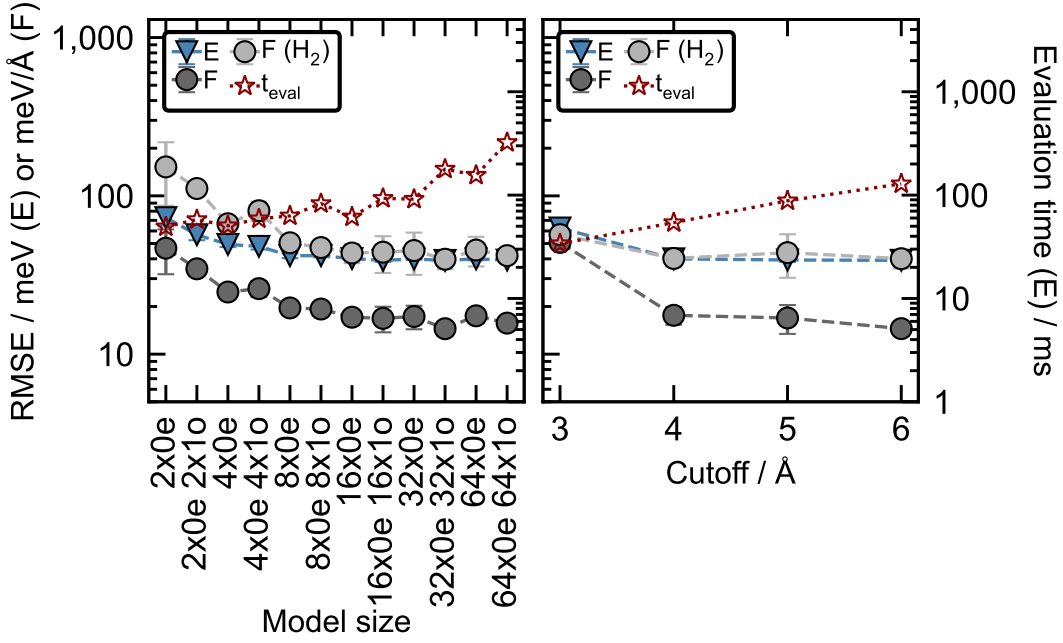 RMSE / meV (E) or meV/Å (F)
1,000
100
10
E
F (H₂)
F
t_eval
2x0e
2x0e 2x1o
4x0e
4x0e 4x1o
8x0e
8x0e 8x1o
16x0e
16x0e 16x1o
32x0e
32x0e 32x1o
64x0e
64x0e 64x1o
Model size
E
F (H₂)
F
t_eval
3
4
5
6
Cutoff / Å
1,000
100
10
1
Evaluation time (E) / ms